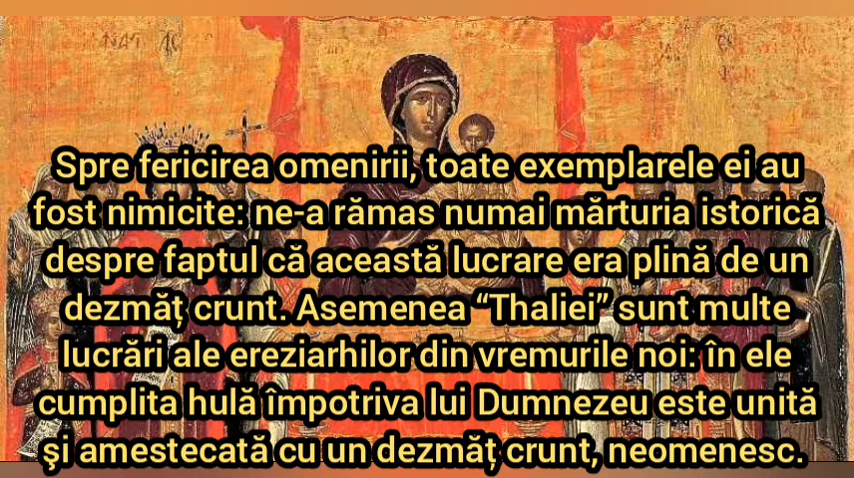 Spre fericirea omenirii, toate exemplarele ei au
fost nimicite: ne-a rămas numai mărturia istorică
despre faptul că această lucrare era plină de un
dezmăț crunt. Asemenea “Thaliei” sunt multe
lucrări ale ereziarhilor din vremurile noi: în ele
cumplita hulă împotriva lui Dumnezeu este unită
şi amestecată cu un dezmăț crunt, neomenesc.